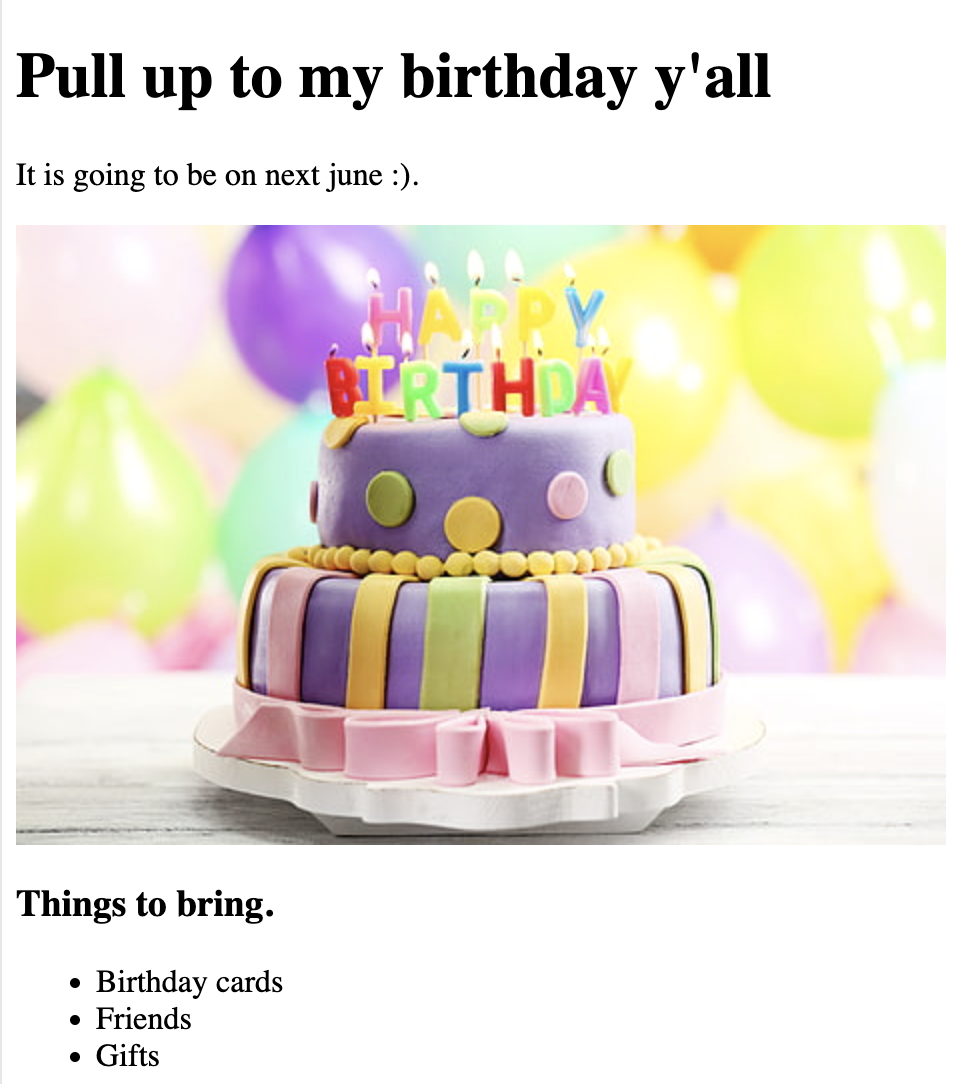 Pull up to my birthday y'all
It is going to be on next june :).
HAPPY
BIRTHDAY
Things to bring.
Birthday cards
Friends
Gifts